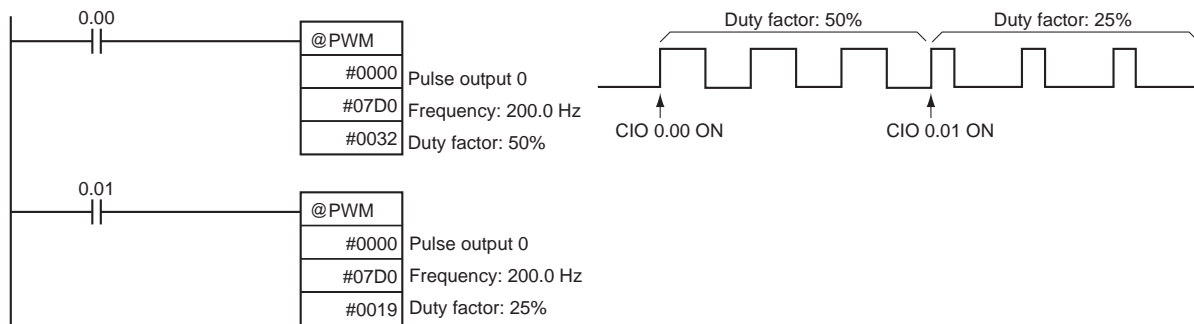 0.00
@PWM
#0000 Pulse output 0
#07D0 Frequency: 200.0 Hz
#0032 Duty factor: 50%
0.01
@PWM
#0000 Pulse output 0
#07D0 Frequency: 200.0 Hz
#0019 Duty factor: 25%
Duty factor: 50%
Duty factor: 25%
CIO 0.00 ON
CIO 0.01 ON